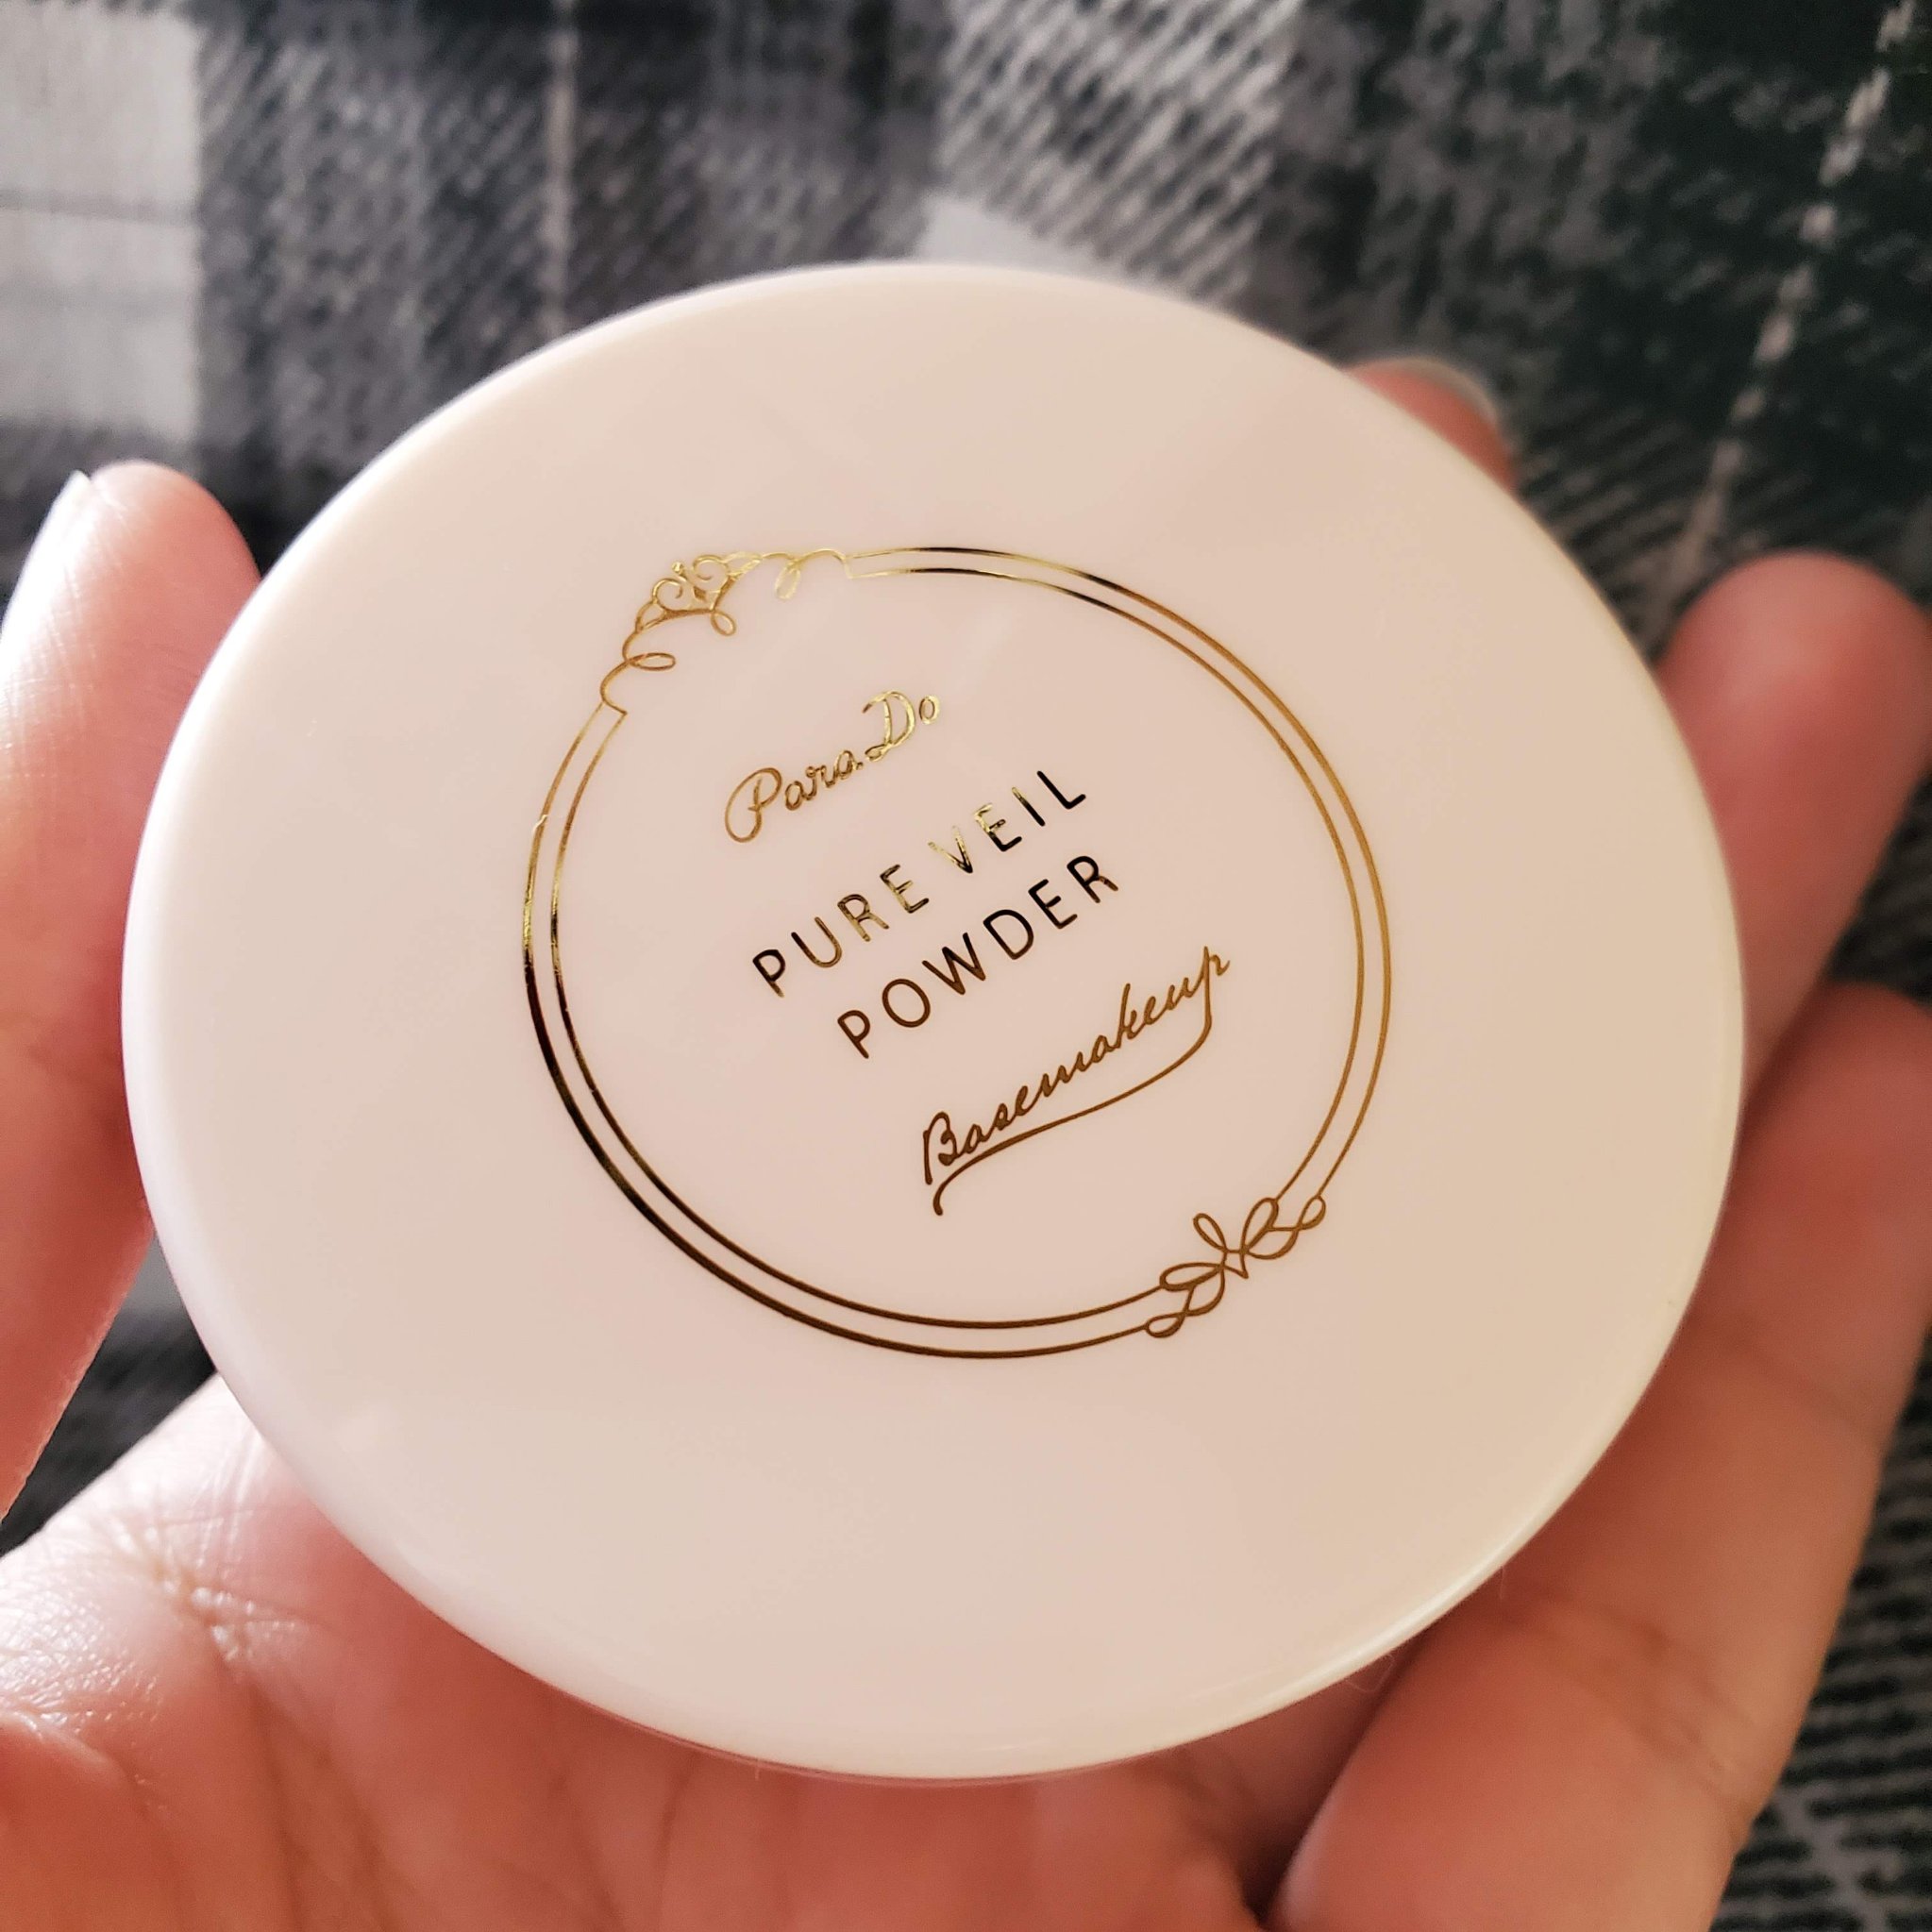 Para.Do
PURE VEIL
POWDER
Basemakeup